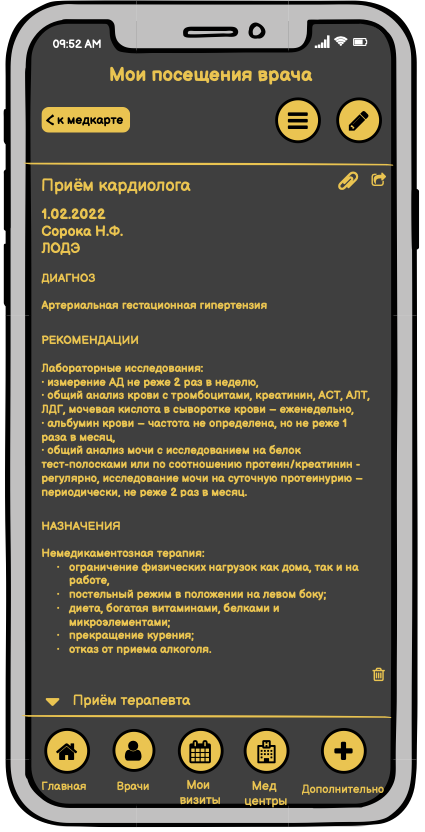 09:52 AM
Мои посещения врача
< к медкарте
Приём кардиолога
1.02.2022
Сорока Н.Ф.
ЛОДЭ
ДИАГНОЗ
Артериальная гестационная гипертензия
РЕКОМЕНДАЦИИ
Лабораторные исследования:
· измерение АД не реже 2 раз в неделю,
· общий анализ крови с тромбоцитами, креатинин, АСТ, АЛТ,
ЛДГ, мочевая кислота в сыворотке крови – еженедельно,
· альбумин крови – частота не определена, но не реже 1
раза в месяц,
· общий анализ мочи с исследованием на белок
тест-полосками или по соотношению протеин/креатинин -
регулярно, исследование мочи на суточную протеинурию –
периодически, не реже 2 раз в месяц.
НАЗНАЧЕНИЯ
Немедикаментозная терапия:
· ограничение физических нагрузок как дома, так и на
работе,
· постельный режим в положении на левом боку;
· диета, богатая витаминами, белками и
микроэлементами;
· прекращение курения;
· отказ от приема алкоголя.
Приём терапевта
Главная
Врачи
Мои
визиты
Мед
центры
Дополнительно